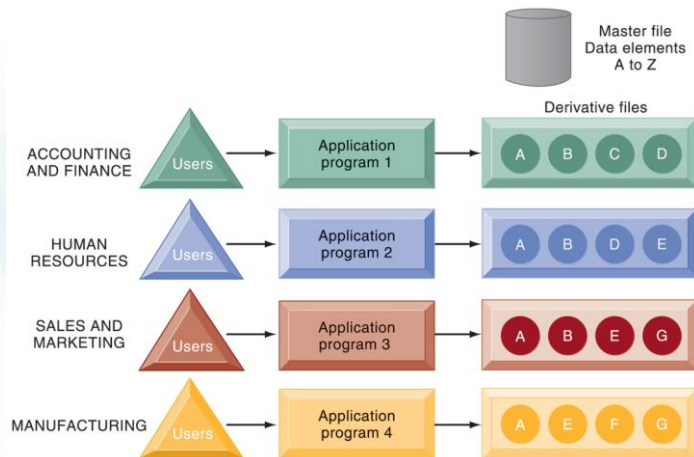 Master file
Data elements
A to Z
Derivative files
ACCOUNTING
AND FINANCE
Users
Application
program 1
A B C D
HUMAN
RESOURCES
Users
Application
program 2
A B D E
SALES AND
MARKETING
Users
Application
program 3
A B E G
MANUFACTURING
Users
Application
program 4
A E F G